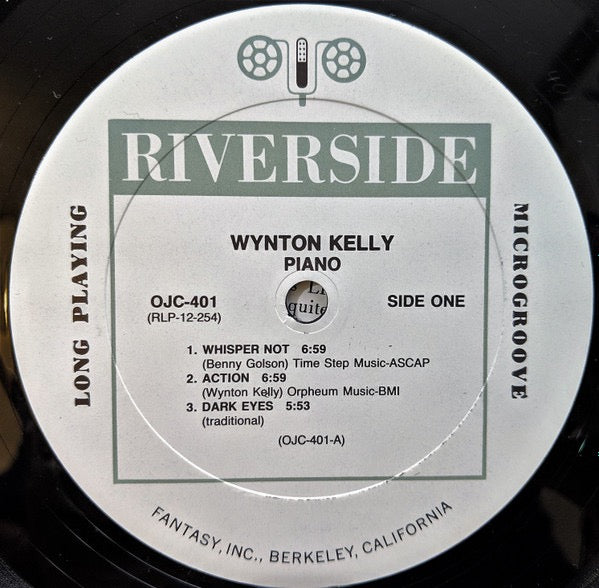 RIVERSIDE
LONG PLAYING
MICROGROOVE
WYNTON KELLY
PIANO
OJC-401
(RLP-12-254)
SIDE ONE
quite
1. WHISPER NOT 6:59
(Benny Golson) Time Step Music-ASCAP
2. ACTION 6:59
(Wynton Kelly) Orpheum Music-BMI
3. DARK EYES 5:53
(traditional)
(OJC-401-A)
FANTASY, INC., BERKELEY, CALIFORNIA